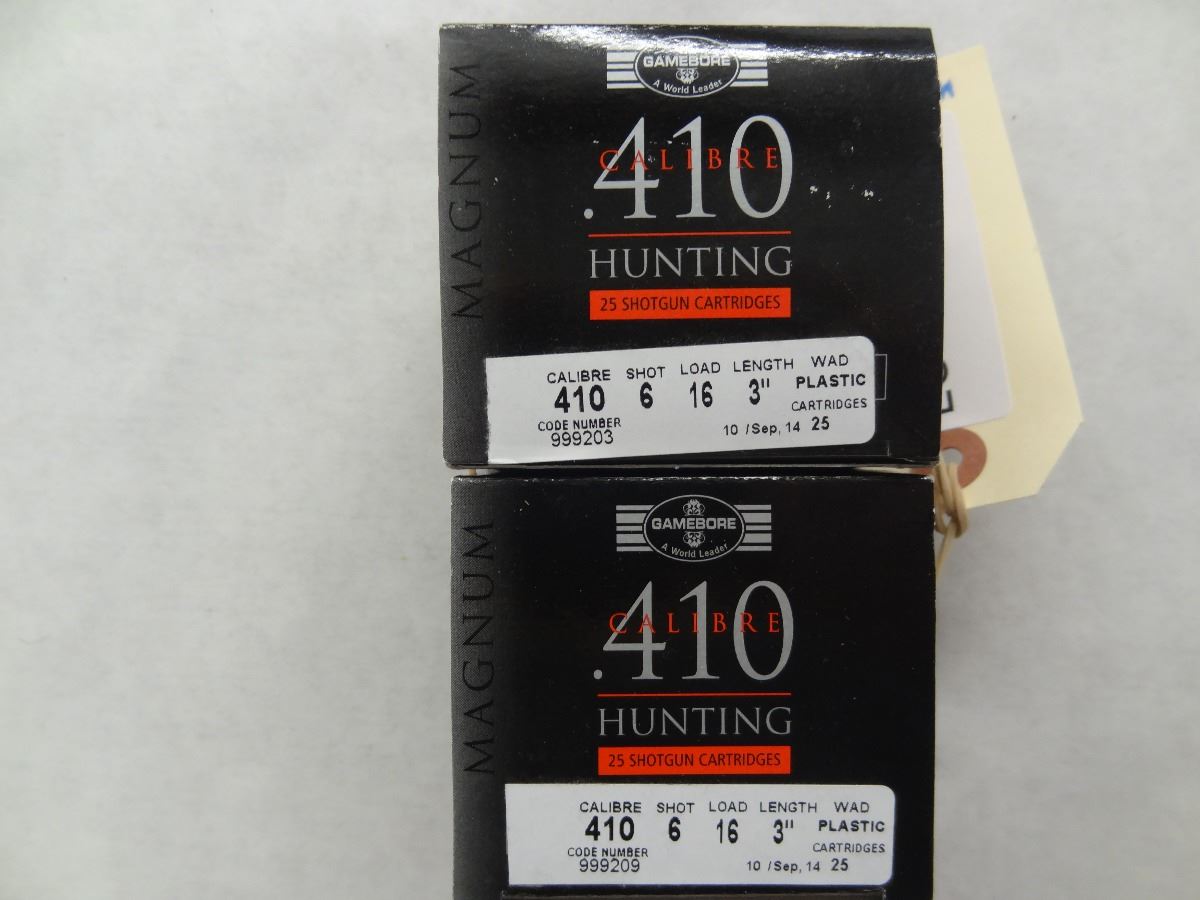 MAGNUM
GAMEBORE
A World Leader
.410
CALIBRE
HUNTING
25 SHOTGUN CARTRIDGES
CALIBRE SHOT LOAD LENGTH WAD
410 6 16 3" PLASTIC
CODE NUMBER CARTRIDGES
999203 10 /Sep, 14 25
MAGNUM
GAMEBORE
A World Leader
.410
CALIBRE
HUNTING
25 SHOTGUN CARTRIDGES
CALIBRE SHOT LOAD LENGTH WAD
410 6 16 3" PLASTIC
CODE NUMBER CARTRIDGES
999209 10 /Sep, 14 25